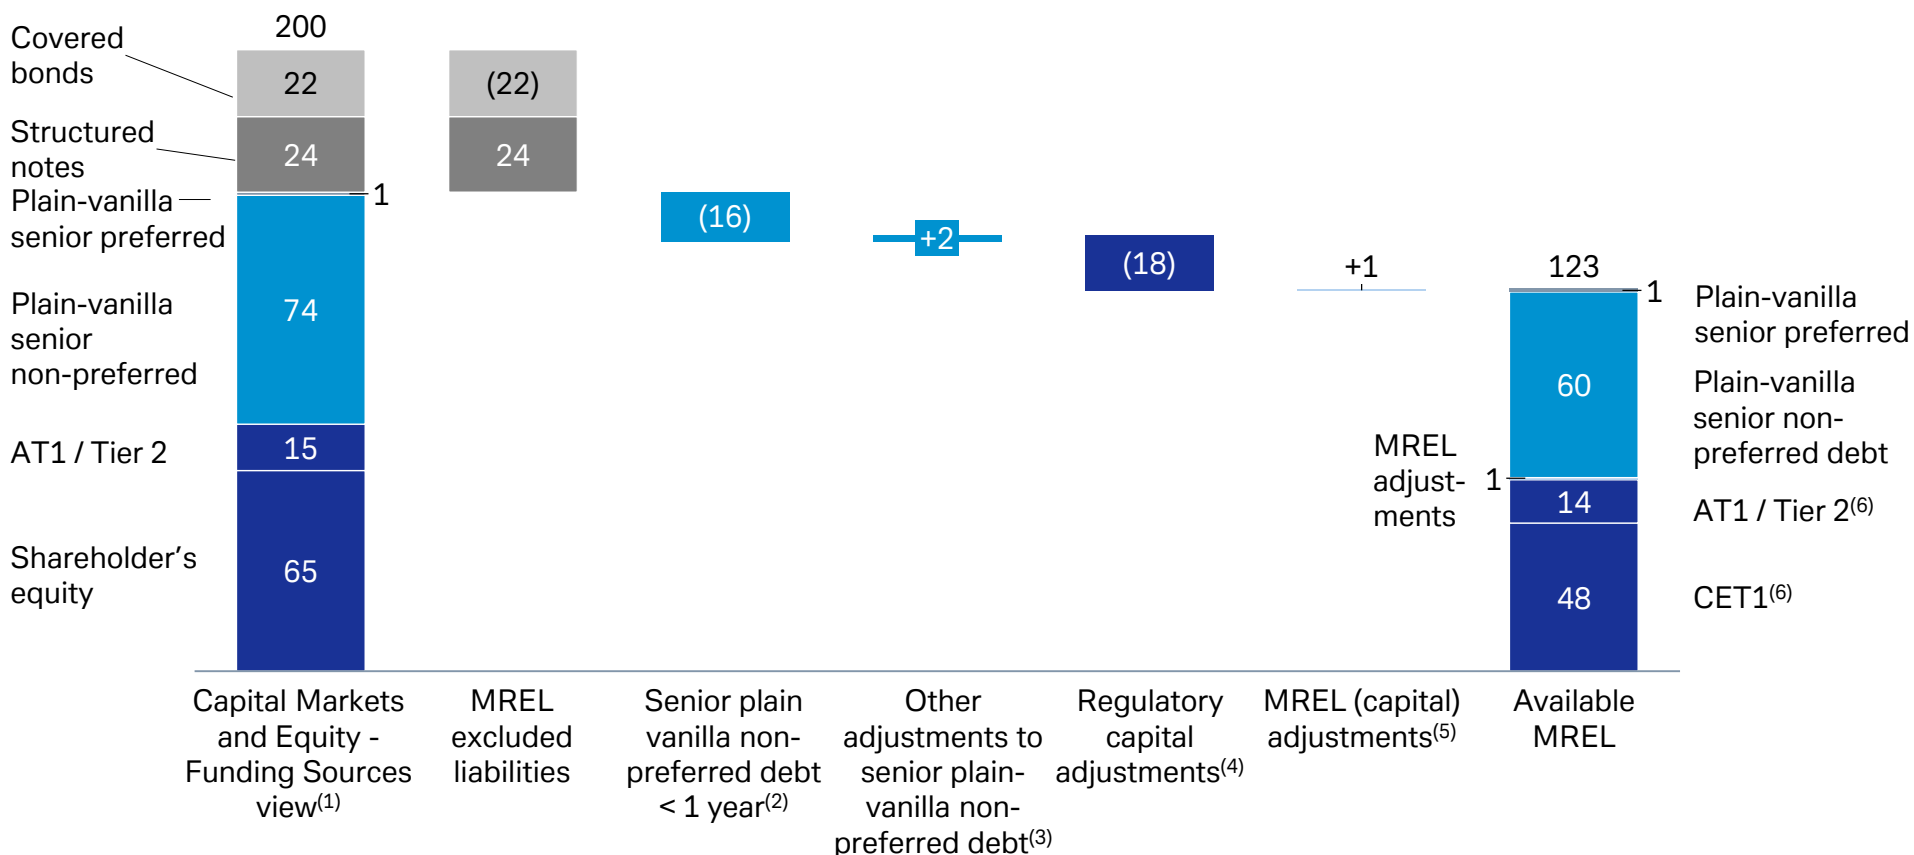 Covered
bonds
Structured
notes
Plain-vanilla
senior preferred
Plain-vanilla
senior
non-preferred
AT1 / Tier 2
Shareholder’s
equity
200
22
24
1
74
15
65
(22)
24
(16)
+2
(18)
+1
123
1
60
1
14
48
MREL
adjust-
ments
Plain-vanilla
senior preferred
Plain-vanilla
senior non-
preferred debt
AT1 / Tier 2(6)
CET1(6)
Capital Markets
and Equity -
Funding Sources
view(1)
MREL
excluded
liabilities
Senior plain
vanilla non-
preferred debt
< 1 year(2)
Other
adjustments to
senior plain-
vanilla non-
preferred debt(3)
Regulatory
capital
adjustments(4)
MREL (capital)
adjustments(5)
Available
MREL